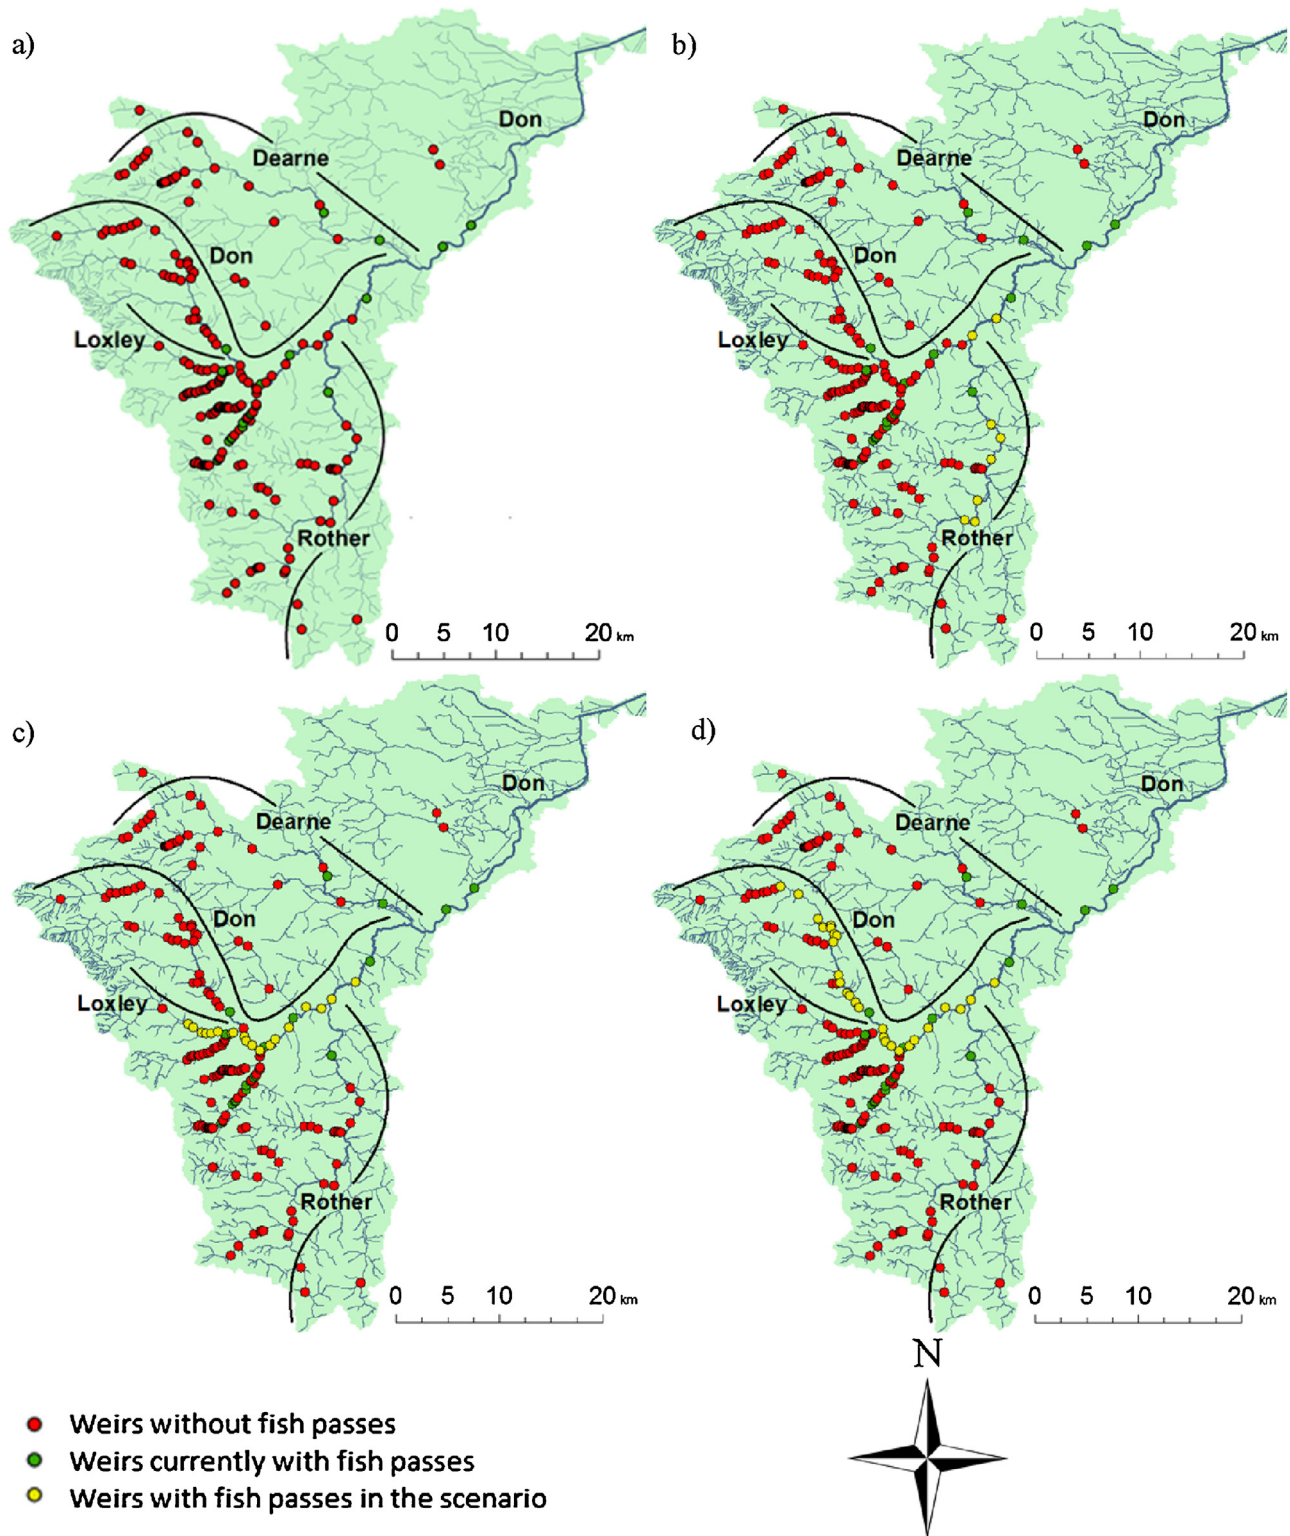 a)
Don
Dearne
Don
Loxley
Rother
0 5 10 20 km
b)
Don
Dearne
Don
Loxley
Rother
0 5 10 20 km
c)
Don
Dearne
Don
Loxley
Rother
0 5 10 20 km
d)
Don
Dearne
Don
Loxley
Rother
0 5 10 20 km
N
Weirs without fish passes
Weirs currently with fish passes
Weirs with fish passes in the scenario